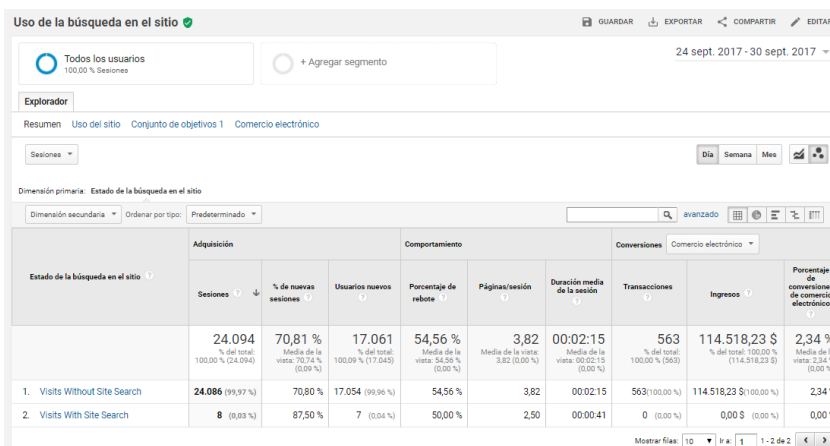 Uso de la búsqueda en el sitio
GUARDAR EXPORTAR COMPARTIR EDITAR
Todos los usuarios
100,00 % Sesiones
+ Agregar segmento
24 sept. 2017 - 30 sept. 2017
Explorador
Resumen Uso del sitio Conjunto de objetivos 1 Comercio electrónico
Sesiones
Día Semana Mes
Dimensión primaria: Estado de la búsqueda en el sitio
Dimensión secundaria Ordenar por tipo: Predeterminado avanzado
Estado de la búsqueda en el sitio ?
Adquisición
Sesiones ?
% de nuevas
sesiones ?
Usuarios nuevos
?
Comportamiento
Porcentaje de
rebote ?
Páginas/sesión
?
Duración media
de la sesión
?
Conversiones Comercio electrónico
Transacciones
?
Ingresos ?
Porcentaje
de
conversione
de comercio
electrónico
?
24.094
% del total:
100,00 % (24.094)
70,81 %
Media de la
vista: 70,74 %
(0,09 %)
17.061
% del total:
100,09 % (17.045)
54,56 %
Media de la
vista: 54,56 %
(0,00 %)
3,82
Media de la vista:
3,82 (0,00 %)
00:02:15
Media de la
vista: 00:02:15
(0,00 %)
563
% del total:
100,00 % (563)
114.518,23 $
% del total: 100,00 %
(114.518,23 $)
2,34 %
Media de l
vista: 2,34
(0,00 %
1. Visits Without Site Search 24.086 (99,97 %) 70,80 % 17.054 (99,96 %) 54,56 % 3,82 00:02:15 563(100,00 %) 114.518,23 $(100,00 %) 2,34
2. Visits With Site Search 8 (0,03 %) 87,50 % 7 (0,04 %) 50,00 % 2,50 00:00:41 0 (0,00 %) 0,00 $ (0,00 %) 0,00
Mostrar filas: 10 Ir a: 1 1 - 2 de 2